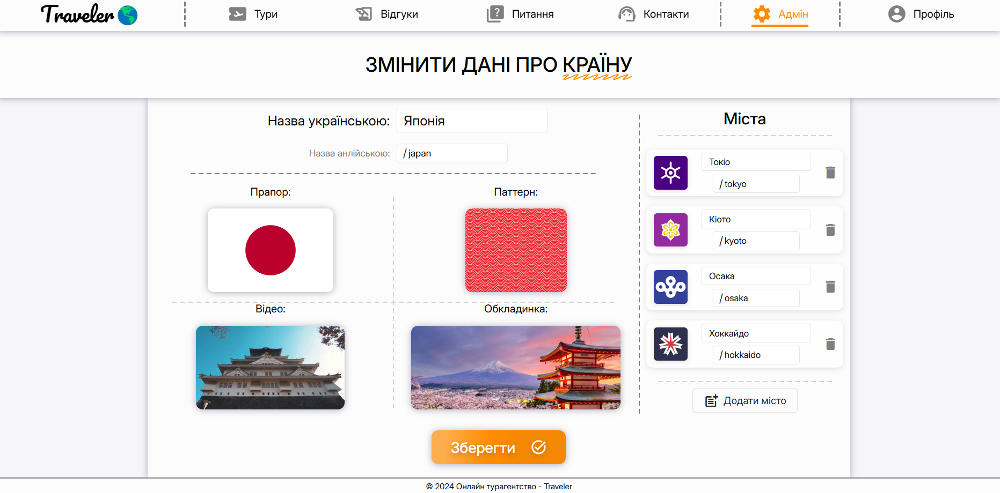 Traveler
Тури
Відгуки
Питання
Контакти
Адмін
Профіль
ЗМІНИТИ ДАНІ ПРО КРАЇНУ
Назва українською: Японія
Назва анлійською: /japan
Прапор:
Паттерн:
Відео:
Обкладинка:
Міста
Токіо
/tokyo
Кіото
/kyoto
Осака
/osaka
Хоккайдо
/hokkaido
Додати місто
Зберегти
© 2024 Онлайн турагентство - Traveler